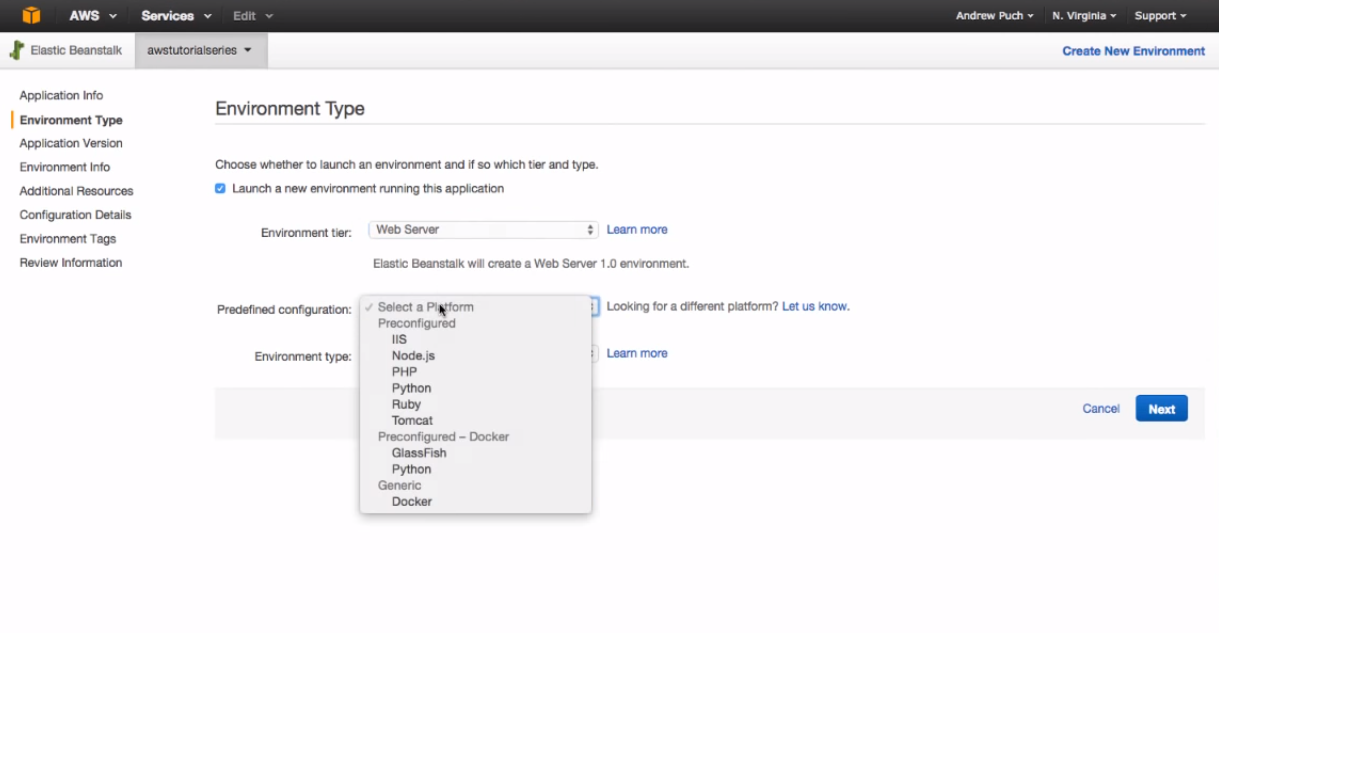 AWS Services Edit Andrew Puch N. Virginia Support
Elastic Beanstalk awstutorialseries Create New Environment
Application Info
Environment Type
Application Version
Environment Info
Additional Resources
Configuration Details
Environment Tags
Review Information
Environment Type
Choose whether to launch an environment and if so which tier and type.
Launch a new environment running this application
Environment tier: Web Server Learn more
Elastic Beanstalk will create a Web Server 1.0 environment.
Predefined configuration: ✓ Select a Platform Looking for a different platform? Let us know.
Preconfigured
IIS
Node.js
PHP
Python
Ruby
Tomcat
Preconfigured – Docker
GlassFish
Python
Generic
Docker
Environment type: Learn more
Cancel Next